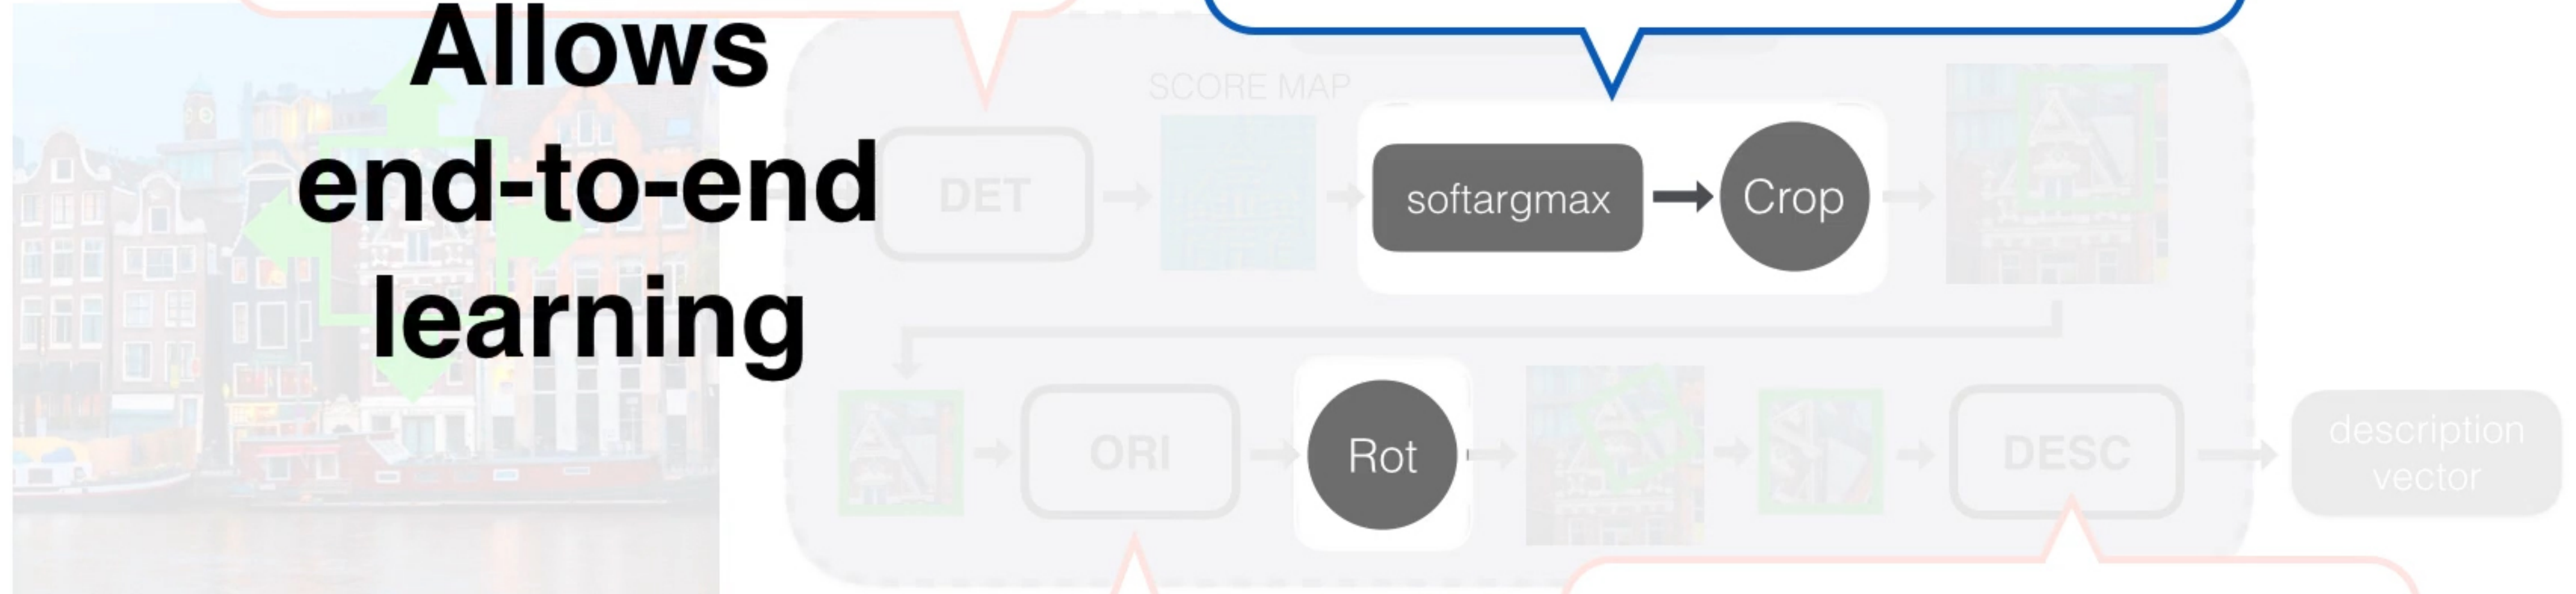 Allows
end-to-end
learning
SCORE MAP
DET
softargmax
Crop
ORI
Rot
DESC
description
vector